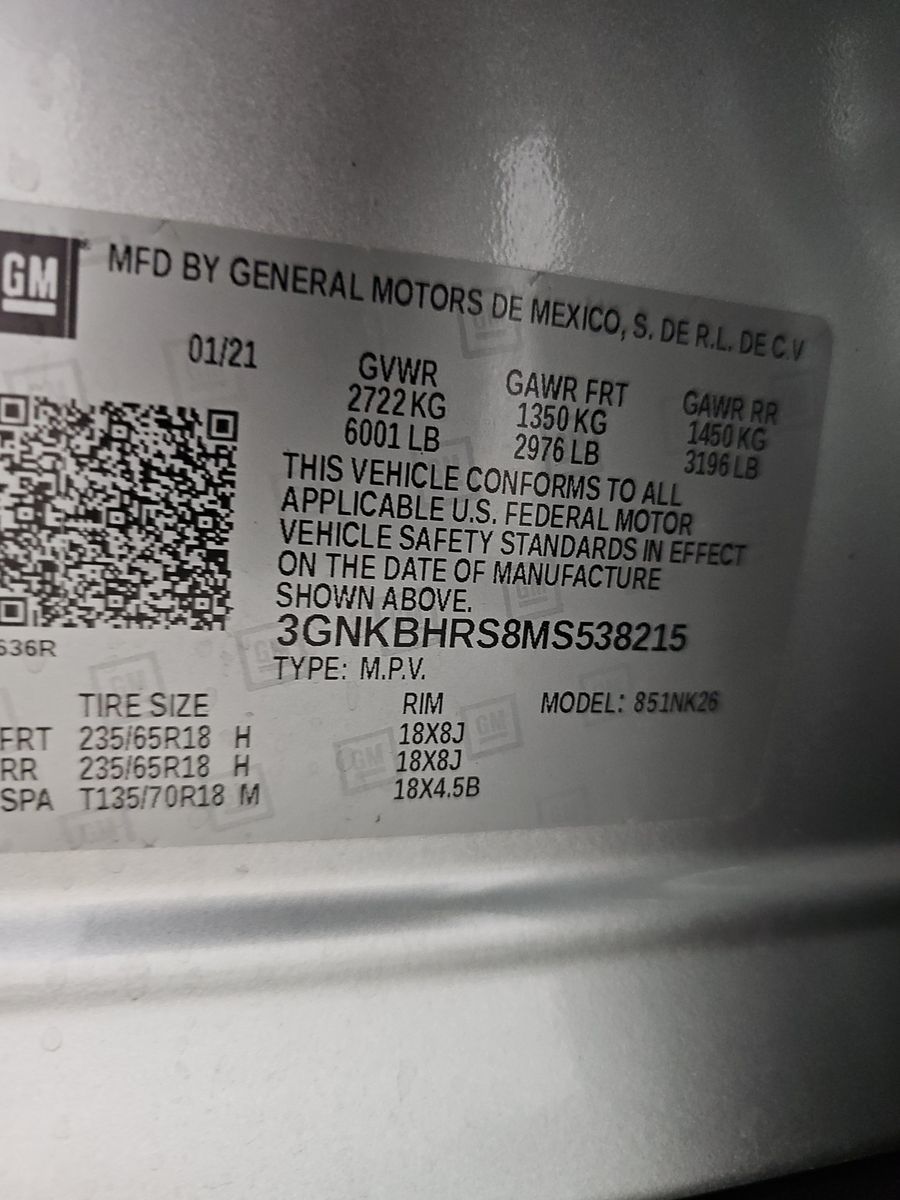 GM
® MFD BY GENERAL MOTORS DE MEXICO, S. DE R.L. DE C.V
01/21
GVWR GAWR FRT GAWR RR
2722 KG 1350 KG 1450 KG
6001 LB 2976 LB 3196 LB
THIS VEHICLE CONFORMS TO ALL
APPLICABLE U.S. FEDERAL MOTOR
VEHICLE SAFETY STANDARDS IN EFFECT
ON THE DATE OF MANUFACTURE
SHOWN ABOVE.
3GNKBHRS8MS538215
636R
TYPE: M.P.V.
TIRE SIZE RIM MODEL: 851NK26
FRT 235/65R18 H 18X8J
RR 235/65R18 H 18X8J
SPA T135/70R18 M 18X4.5B